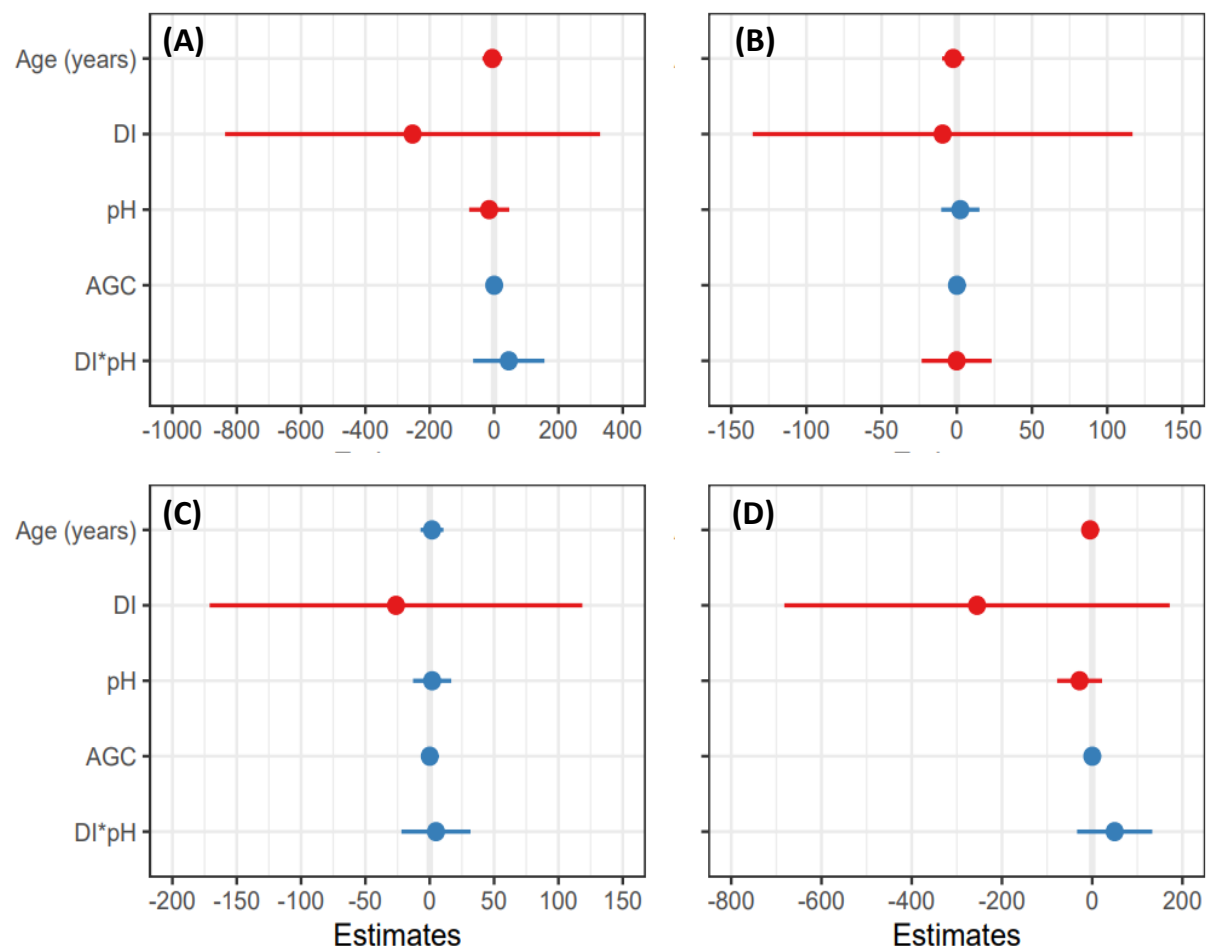 (A)
(B)
Age (years)
DI
pH
AGC
DI*pH
-1000 -800 -600 -400 -200 0 200 400
-150 -100 -50 0 50 100 150
(C)
(D)
Age (years)
DI
pH
AGC
DI*pH
-200 -150 -100 -50 0 50 100 150
-800 -600 -400 -200 0 200
Estimates
Estimates